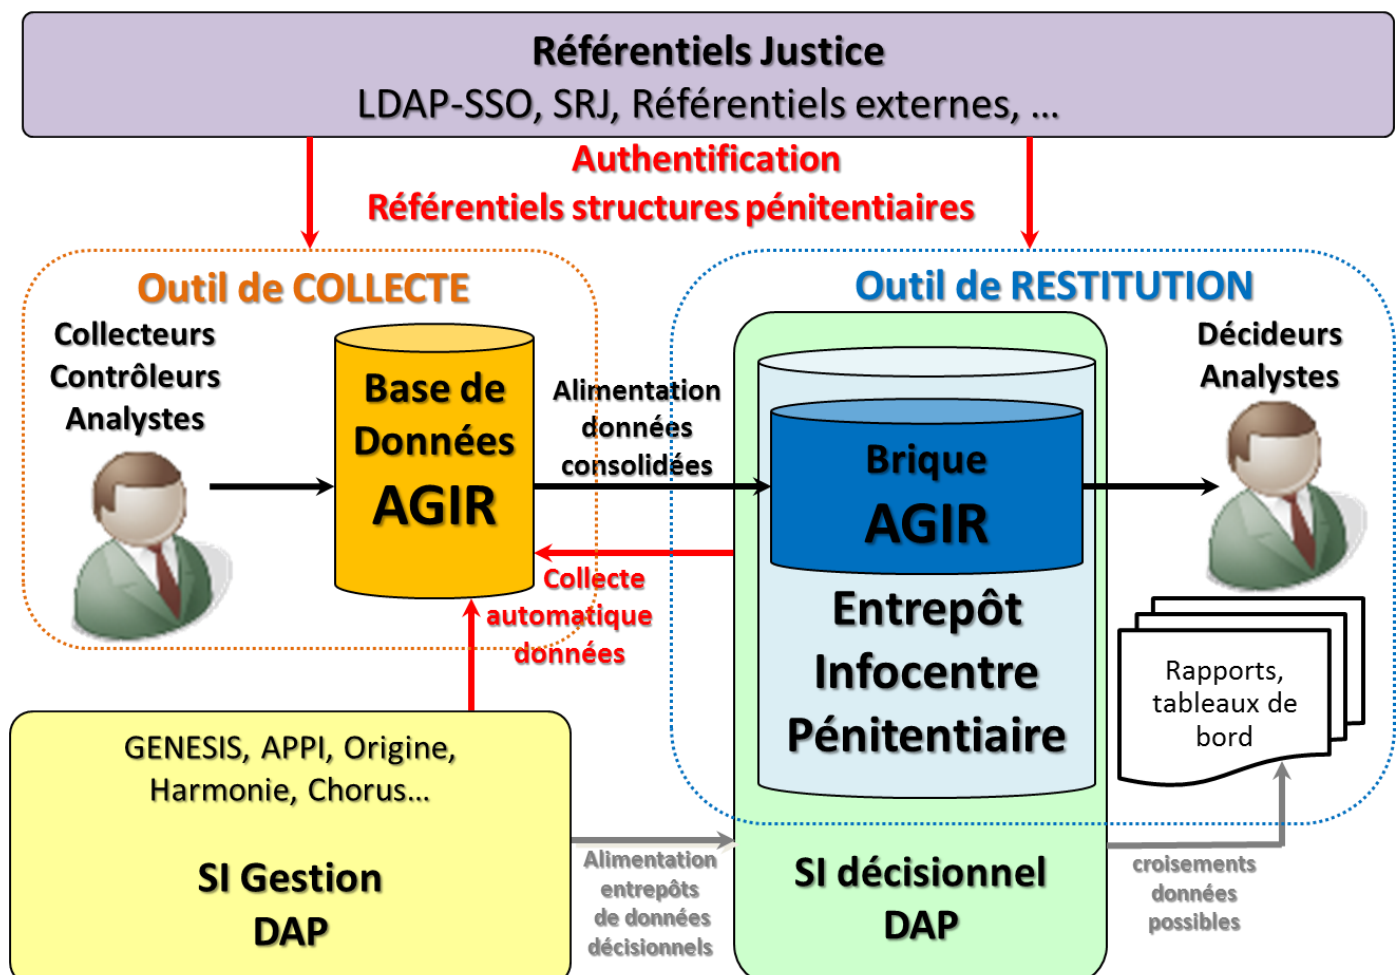 Référentiels Justice
LDAP-SSO, SRJ, Référentiels externes, ...
Authentification
Référentiels structures pénitentiaires
Outil de COLLECTE
Collecteurs
Contrôleurs
Analystes
Base de
Données
AGIR
Alimentation
données
consolidées
Collecte
automatique
données
Outil de RESTITUTION
Brique
AGIR
Entrepôt
Infocentre
Pénitentiaire
Décideurs
Analystes
Rapports,
tableaux de
bord
GENESIS, APPI, Origine,
Harmonie, Chorus...
SI Gestion
DAP
Alimentation
entrepôts
de données
décisionnels
SI décisionnel
DAP
croisements
données
possibles